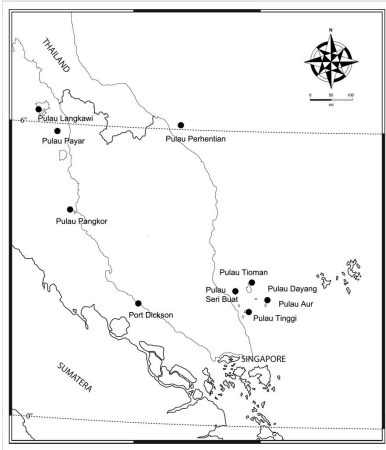 THAILAND
N
0 50 100
KM
Pulau Langkawi
6°
Pulau Payar
Pulau Perhentian
Pulau Pangkor
Pulau Tioman
Pulau
Seri Buat
Pulau Dayang
Pulau Aur
Pulau Tinggi
Port Dickson
SINGAPORE
SUMATERA
0°